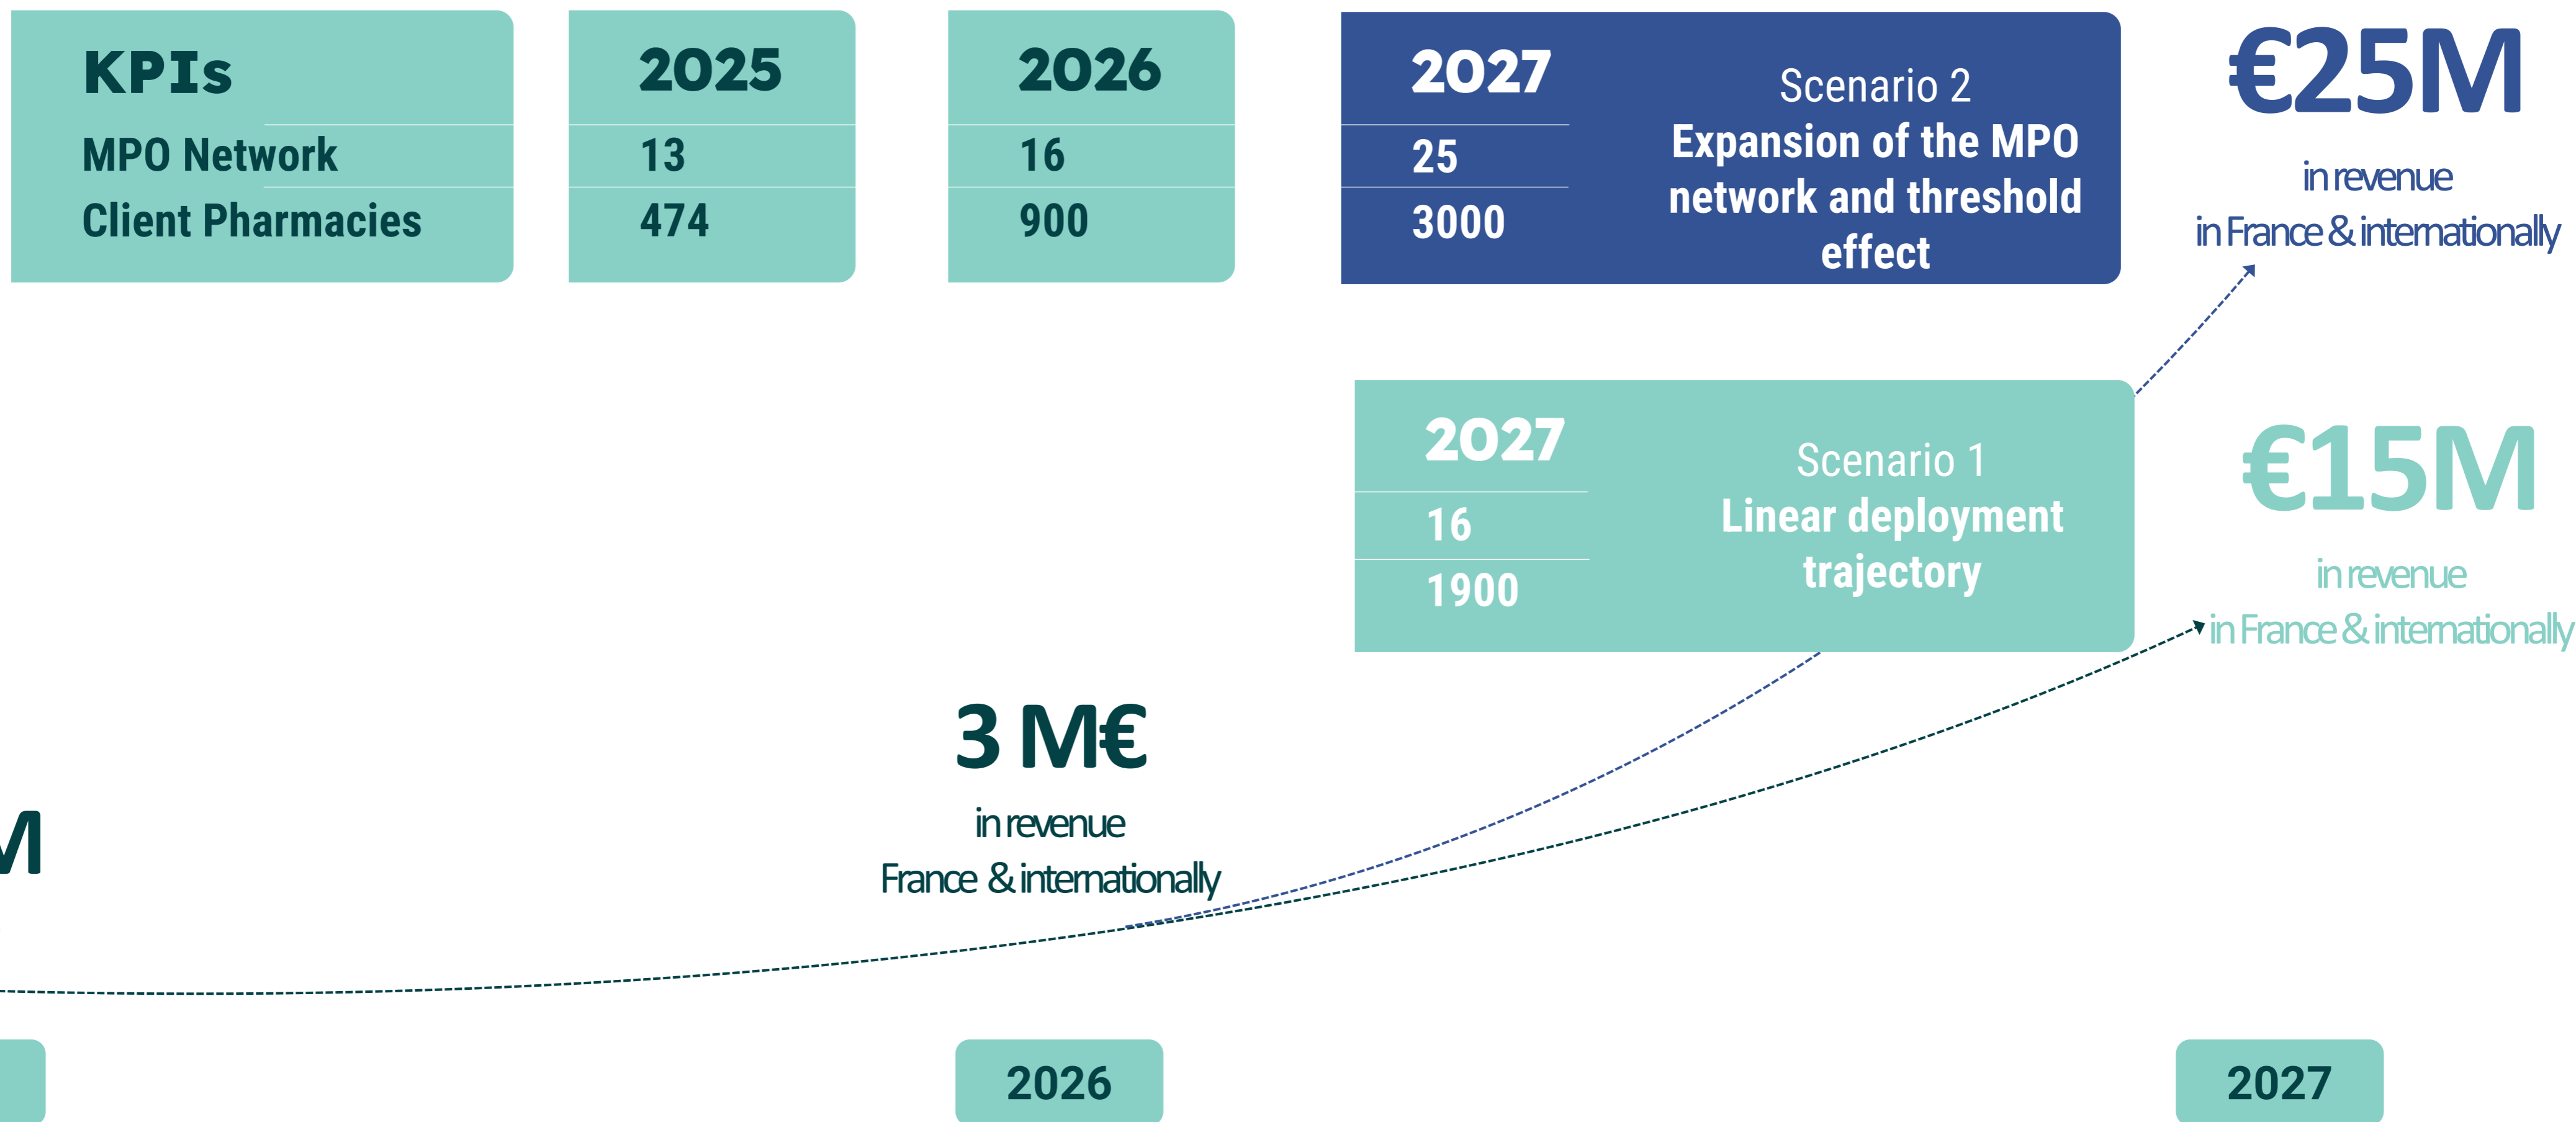 KPIs
MPO Network
Client Pharmacies
2025
13
474
2026
16
900
2027
25
3000
Scenario 2
Expansion of the MPO
network and threshold
effect
€25M
in revenue
in France & internationally
2027
16
1900
Scenario 1
Linear deployment
trajectory
€15M
in revenue
in France & internationally
3 M€
in revenue
France & internationally
M
2026
2027